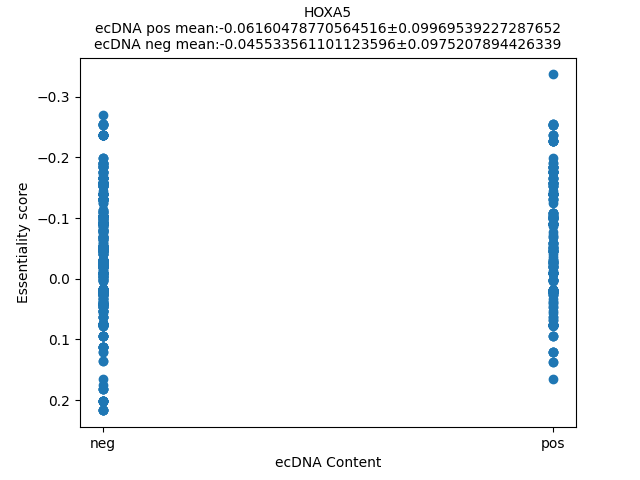 HOXA5
ecDNA pos mean:-0.06160478770564516±0.09969539227287652
ecDNA neg mean:-0.045533561101123596±0.0975207894426339
−0.3
−0.2
−0.1
0.0
0.1
0.2
Essentiality score
neg
pos
ecDNA Content